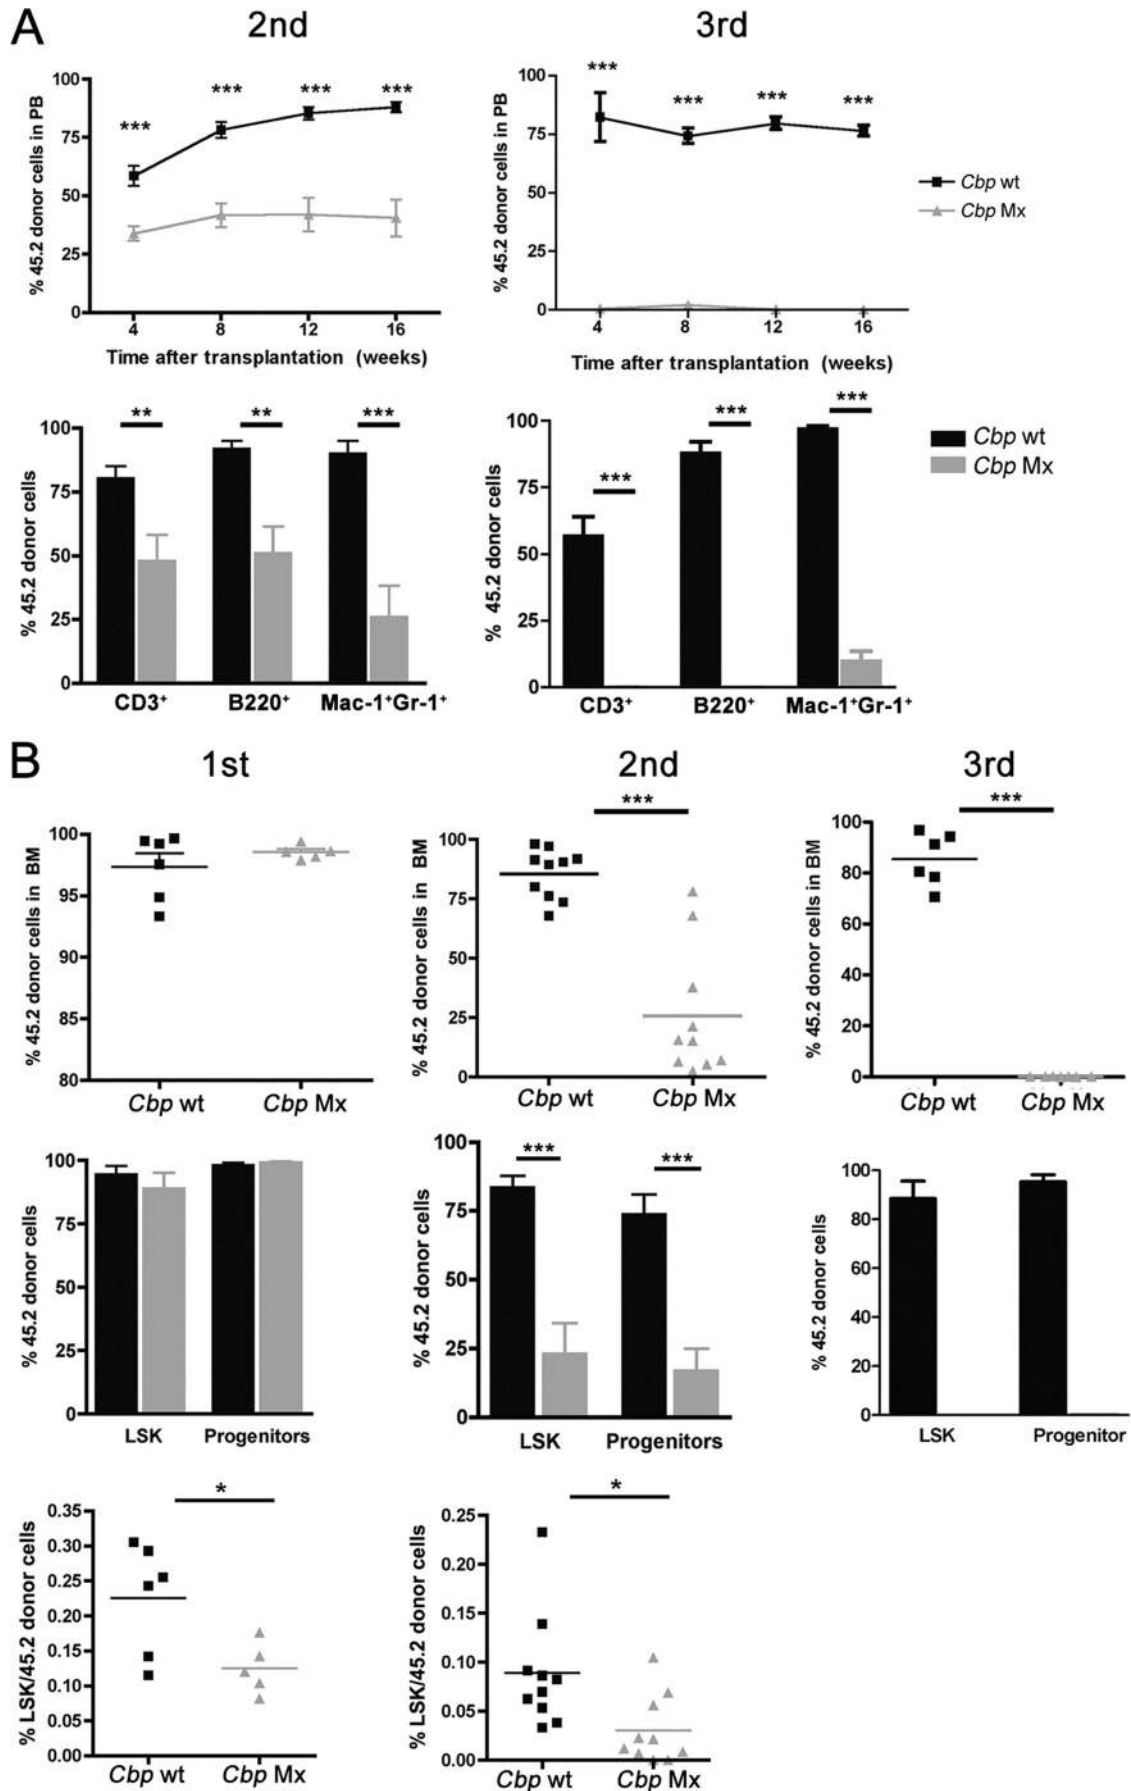 A
2nd
3rd
% 45.2 donor cells in PB
100
75
50
25
0
***
***
***
***
4
8
12
16
Time after transplantation (weeks)
% 45.2 donor cells in PB
100
75
50
25
0
***
***
***
***
4
8
12
16
Time after transplantation (weeks)
Cbp wt
Cbp Mx
% 45.2 donor cells
100
75
50
25
0
**
**
***
CD3+
B220+
Mac-1+Gr-1+
% 45.2 donor cells
100
75
50
25
0
***
***
***
CD3+
B220+
Mac-1+Gr-1+
Cbp wt
Cbp Mx
B
1st
2nd
3rd
% 45.2 donor cells in BM
100
95
90
85
80
Cbp wt
Cbp Mx
***
% 45.2 donor cells in BM
100
75
50
25
0
Cbp wt
Cbp Mx
***
% 45.2 donor cells in BM
100
80
60
40
20
0
Cbp wt
Cbp Mx
% 45.2 donor cells
100
75
50
25
0
LSK
Progenitors
% 45.2 donor cells
100
75
50
25
0
***
***
LSK
Progenitors
% 45.2 donor cells
100
80
60
40
20
0
LSK
Progenitor
% LSK/45.2 donor cells
0.35
0.30
0.25
0.20
0.15
0.10
0.05
0.00
*
Cbp wt
Cbp Mx
% LSK/45.2 donor cells
0.25
0.20
0.15
0.10
0.05
0.00
*
Cbp wt
Cbp Mx